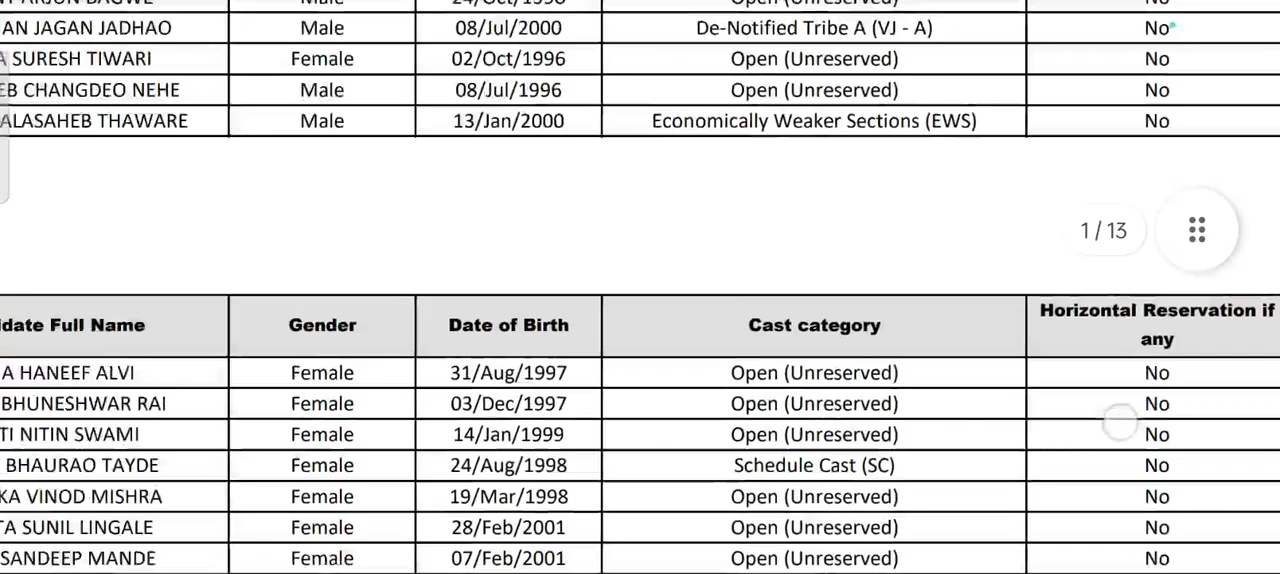 AN JAGAN JADHAO Male 08/Jul/2000 De-Notified Tribe A (VJ - A) No
A SURESH TIWARI Female 02/Oct/1996 Open (Unreserved) No
EB CHANGDEO NEHE Male 08/Jul/1996 Open (Unreserved) No
ALASAHEB THAWARE Male 13/Jan/2000 Economically Weaker Sections (EWS) No
1 / 13
date Full Name Gender Date of Birth Cast category Horizontal Reservation if any
A HANEEF ALVI Female 31/Aug/1997 Open (Unreserved) No
BHUNESHWAR RAI Female 03/Dec/1997 Open (Unreserved) No
TI NITIN SWAMI Female 14/Jan/1999 Open (Unreserved) No
BHAURAO TAYDE Female 24/Aug/1998 Schedule Cast (SC) No
KA VINOD MISHRA Female 19/Mar/1998 Open (Unreserved) No
TA SUNIL LINGALE Female 28/Feb/2001 Open (Unreserved) No
SANDEEP MANDE Female 07/Feb/2001 Open (Unreserved) No